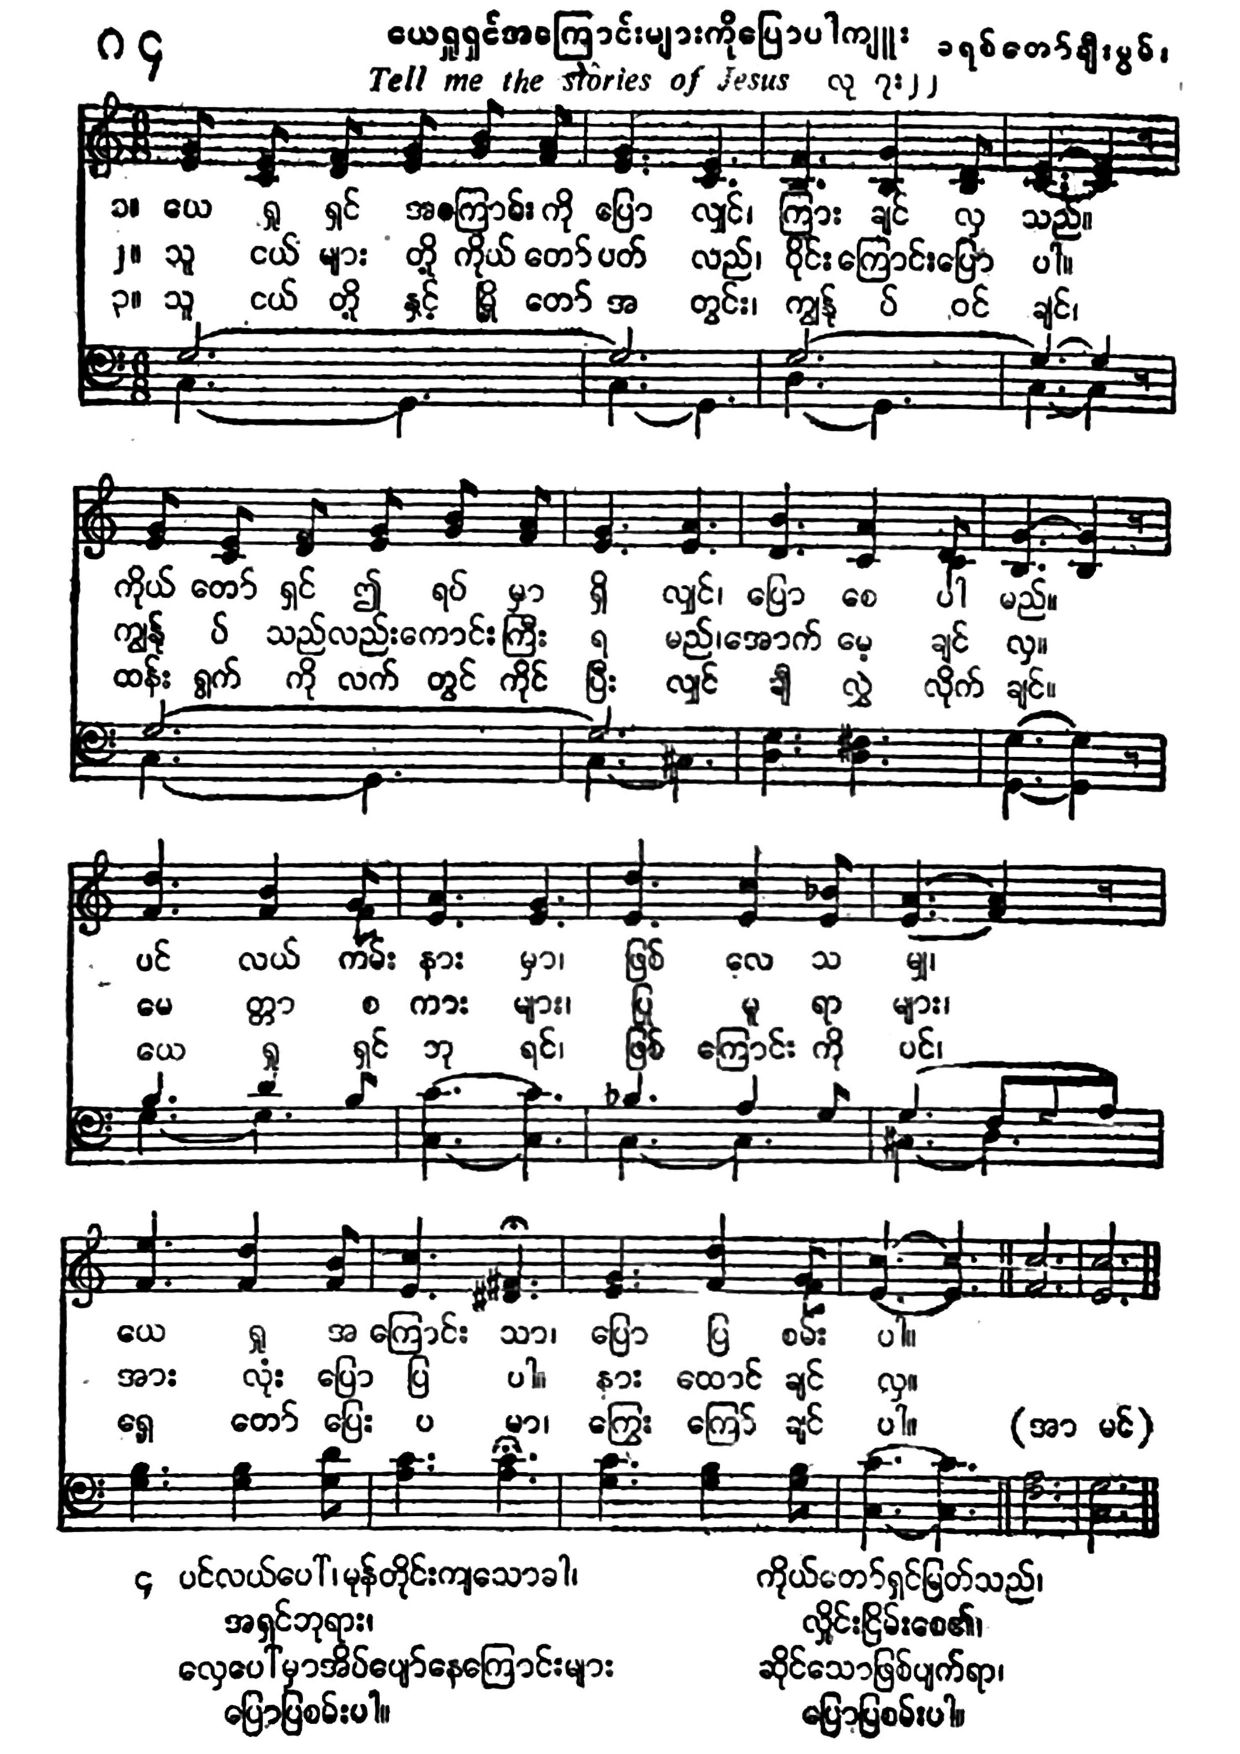 ၈၄
ယေရှုရှင်အကြောင်းများကိုပြောပါကျူး
ခရစ်တော်ချီးမွမ်း
Tell me the stories of Jesus လု ၇း၂၂
၁။ ယေ ရှု ရှင် အကြောင်း ကို ပြော လျှင်၊ ကြား ချင် လှ သည်။
၂။ သူ ငယ် များ တို့ ကိုယ် တော် ပတ် လည်၊ ဝိုင်း ကြောင်း ပြော ပါ။
၃။ သူ ငယ် တို့ နှင့် မြို့ တော် အ တွင်း၊ ကျွန်ုပ် ဝင် ချင်၊
ကိုယ် တော် ရှင် ဤ ရပ် မှာ ရှိ လျှင်၊ ပြော စေ ပါ မည်။
ကျွန်ုပ် သည် လည်း ကောင်း ကြီး ရ မည်၊ အောက် မေ့ ချင် လှ။
ထန်း ရွက် ကို လက် တွင် ကိုင် ပြီး လျှင် ချီ လွှဲ လိုက် ချင်။
ပင် လယ် ကမ်း နား မှာ၊ ဖြစ် လေ သ မျှ၊
မေ တ္တာ စ ကား များ၊ ပြု မူ ရာ များ၊
ယေ ရှု ရှင် ဘု ရင်၊ ဖြစ် ကြောင်း ကို ပင်၊
ယေ ရှု အ ကြောင်း သာ၊ ပြော ပြ စမ်း ပါ။
အား လုံး ပြော ပြ ပါ။ နား ထောင် ချင် လှ။
ရှေ့ တော် ပြေး ပ မာ၊ ကြွေး ကြော် ချင် ပါ။ (အာ မင်)
၄ ပင်လယ်ပေါ်၊မုန်တိုင်းကျသောခါ၊ ကိုယ်တော်ရှင်မြတ်သည်၊
အရှင်ဘုရား၊ လှိုင်းငြိမ်းစေ၏၊
လှေပေါ်မှာအိပ်ပျော်နေကြောင်းများ ဆိုင်သောဖြစ်ပျက်ရာ၊
ပြောပြစမ်းပါ။ ပြောပြစမ်းပါ။